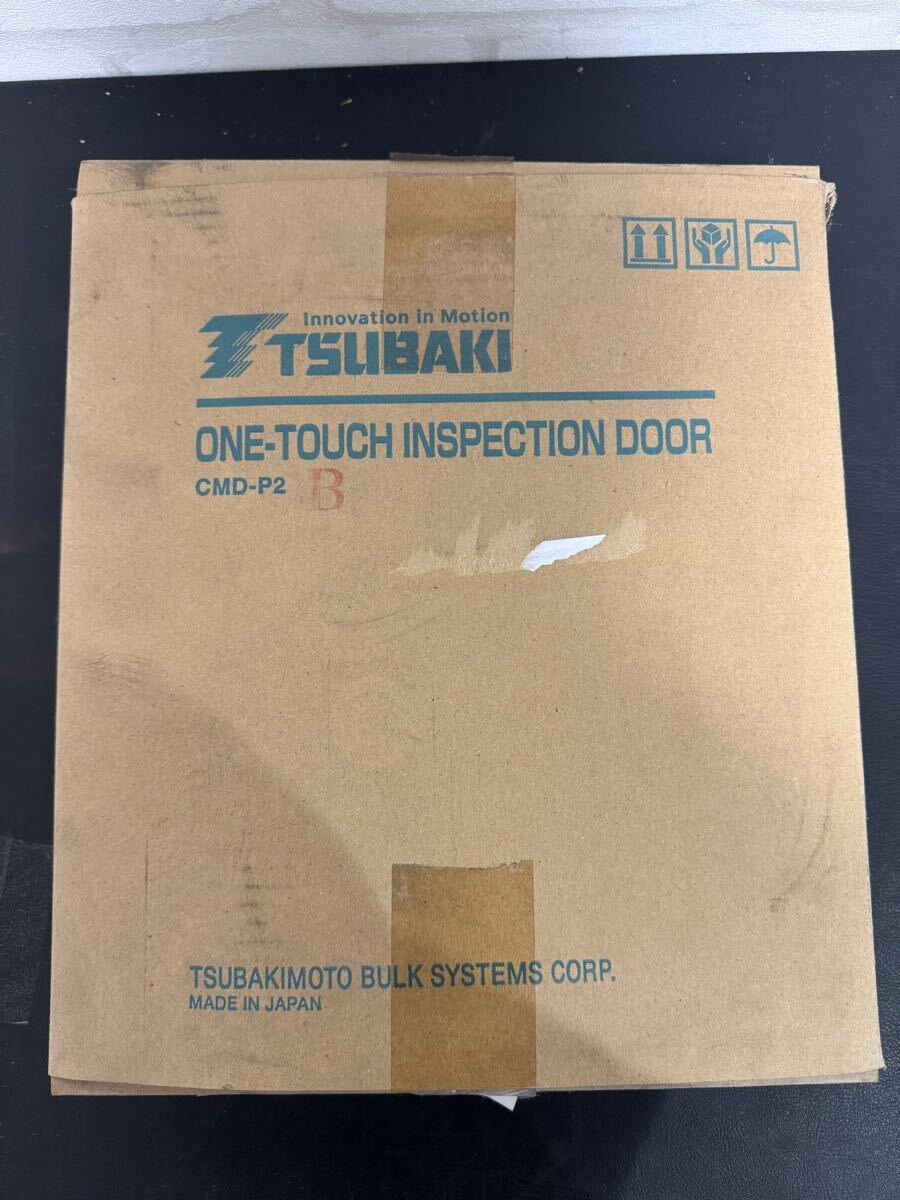 Innovation in Motion
TSUBAKI
ONE-TOUCH INSPECTION DOOR
CMD-P2 B
TSUBAKIMOTO BULK SYSTEMS CORP.
MADE IN JAPAN